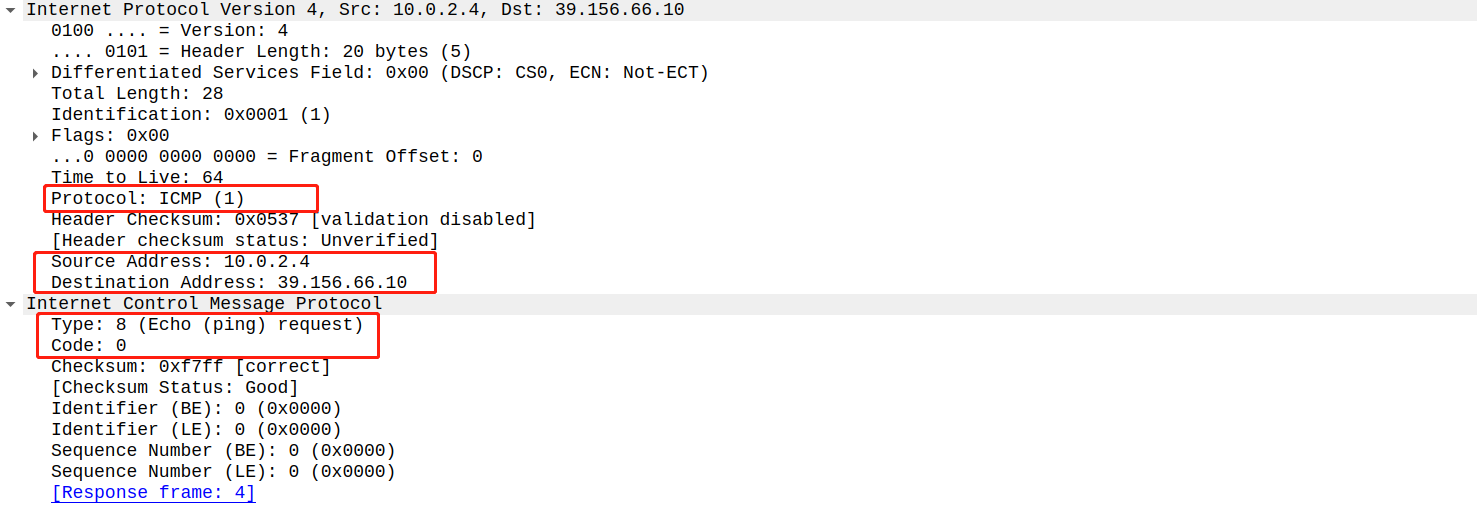 Internet Protocol Version 4, Src: 10.0.2.4, Dst: 39.156.66.10
0100 .... = Version: 4
.... 0101 = Header Length: 20 bytes (5)
Differentiated Services Field: 0x00 (DSCP: CS0, ECN: Not-ECT)
Total Length: 28
Identification: 0x0001 (1)
Flags: 0x00
...0 0000 0000 0000 = Fragment Offset: 0
Time to Live: 64
Protocol: ICMP (1)
Header Checksum: 0x0537 [validation disabled]
[Header checksum status: Unverified]
Source Address: 10.0.2.4
Destination Address: 39.156.66.10
Internet Control Message Protocol
Type: 8 (Echo (ping) request)
Code: 0
Checksum: 0xf7ff [correct]
[Checksum Status: Good]
Identifier (BE): 0 (0x0000)
Identifier (LE): 0 (0x0000)
Sequence Number (BE): 0 (0x0000)
Sequence Number (LE): 0 (0x0000)
[Response frame: 4]